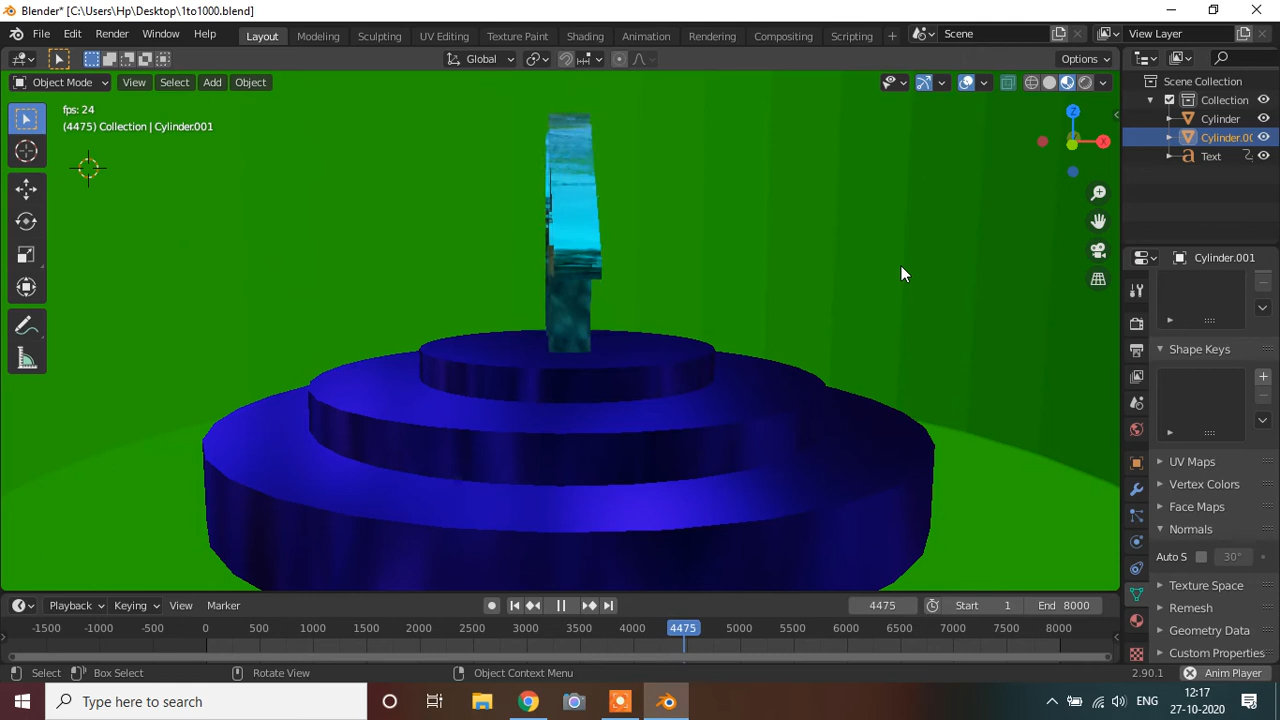 Blender* [C:\Users\Hp\Desktop\1to1000.blend]
File Edit Render Window Help Layout Modeling Sculpting UV Editing Texture Paint Shading Animation Rendering Compositing Scripting + Scene View Layer
Global Options
Object Mode View Select Add Object Scene Collection
fps: 24 Collection
(4475) Collection | Cylinder.001 Cylinder
Z X Cylinder.00
Text
Cylinder.001
Shape Keys
UV Maps
Vertex Colors
Face Maps
Normals
Auto S 30°
Texture Space
Playback Keying View Marker 4475 Start 1 End 8000 Remesh
-1500 -1000 -500 0 500 1000 1500 2000 2500 3000 3500 4000 4475 5000 5500 6000 6500 7000 7500 8000 Geometry Data
Custom Properties
Select Box Select Rotate View Object Context Menu 2.90.1 Anim Player
Type here to search ENG 12:17
27-10-2020